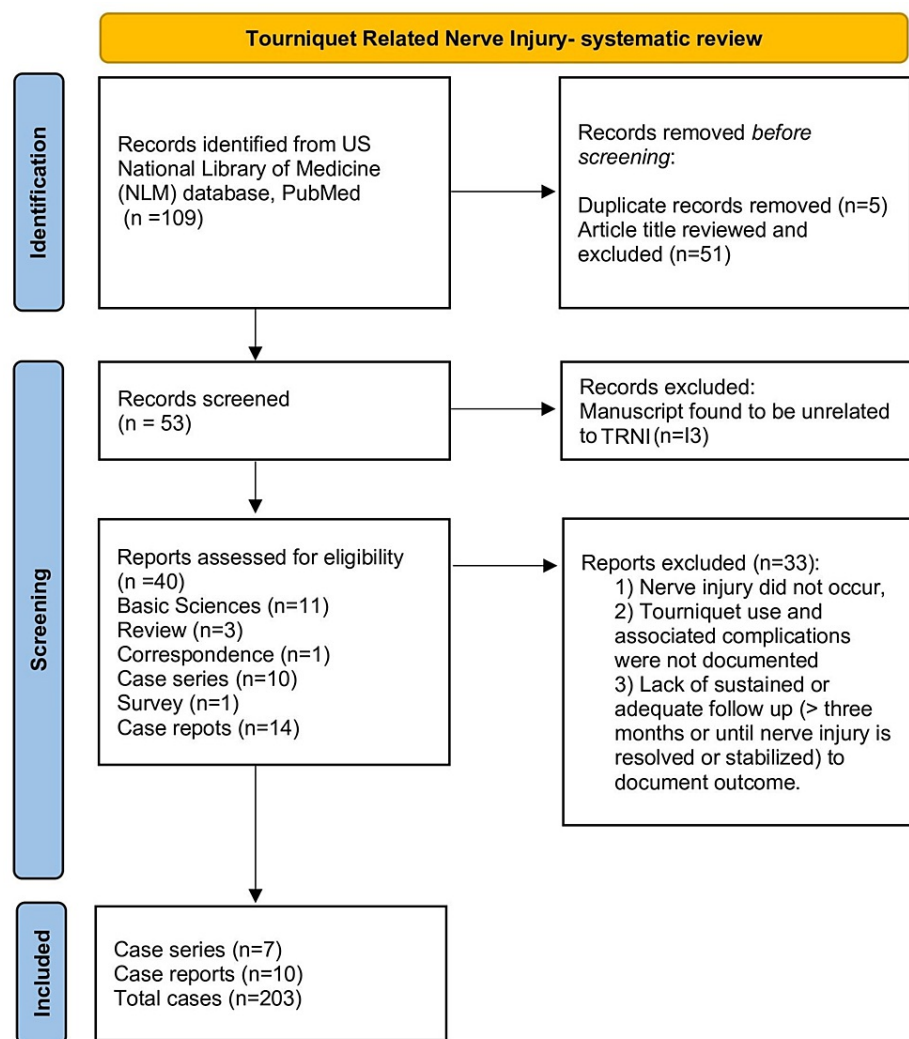 Tourniquet Related Nerve Injury- systematic review
Identification
Records identified from US
National Library of Medicine
(NLM) database, PubMed
(n =109)
Records removed before
screening:
Duplicate records removed (n=5)
Article title reviewed and
excluded (n=51)
Screening
Records screened
(n = 53)
Records excluded:
Manuscript found to be unrelated
to TRNI (n=I3)
Reports assessed for eligibility
(n =40)
Basic Sciences (n=11)
Review (n=3)
Correspondence (n=1)
Case series (n=10)
Survey (n=1)
Case repots (n=14)
Reports excluded (n=33):
1) Nerve injury did not occur,
2) Tourniquet use and
associated complications
were not documented
3) Lack of sustained or
adequate follow up (> three
months or until nerve injury is
resolved or stabilized) to
document outcome.
Included
Case series (n=7)
Case reports (n=10)
Total cases (n=203)